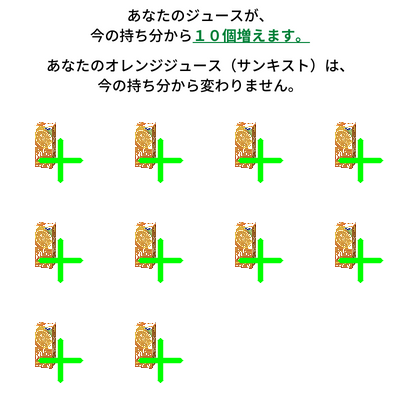 あなたのジュースが、
今の持ち分から１０個増えます。
あなたのオレンジジュース（サンキスト）は、
今の持ち分から変わりません。